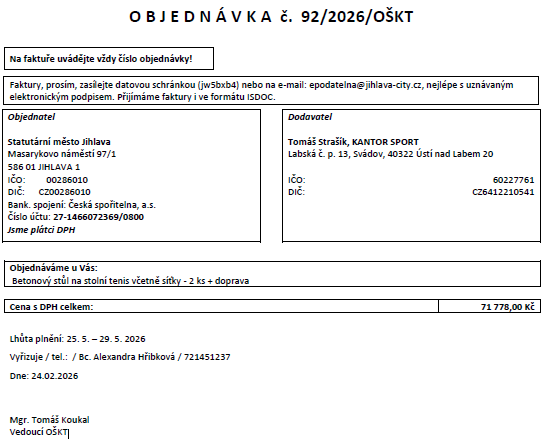 O B J E D N Á V K A č. 92/2026/OŠKT
Na faktuře uvádějte vždy číslo objednávky!
Faktury, prosím, zasílejte datovou schránkou (jw5bxb4) nebo na e-mail: epodatelna@jihlava-city.cz, nejlépe s uznávaným
elektronickým podpisem. Přijímáme faktury i ve formátu ISDOC.
Objednatel
Statutární město Jihlava
Masarykovo náměstí 97/1
586 01 JIHLAVA 1
IČO: 00286010
DIČ: CZ00286010
Bank. spojení: Česká spořitelna, a.s.
Číslo účtu: 27-1466072369/0800
Jsme plátci DPH
Dodavatel
Tomáš Strašík, KANTOR SPORT
Labská č. p. 13, Svádov, 40322 Ústí nad Labem 20
IČO: 60227761
DIČ: CZ6412210541
Objednáváme u Vás:
Betonový stůl na stolní tenis včetně síťky - 2 ks + doprava
Cena s DPH celkem: 71 778,00 Kč
Lhůta plnění: 25. 5. – 29. 5. 2026
Vyřizuje / tel.: / Bc. Alexandra Hřibková / 721451237
Dne: 24.02.2026
Mgr. Tomáš Koukal
Vedoucí OŠKT